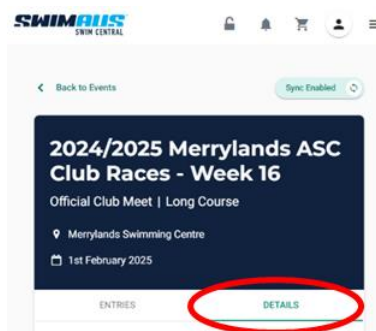 SWIMAUS
SWIM CENTRAL
Back to Events
Sync Enabled
2024/2025 Merrylands ASC
Club Races - Week 16
Official Club Meet | Long Course
Merrylands Swimming Centre
1st February 2025
ENTRIES
DETAILS